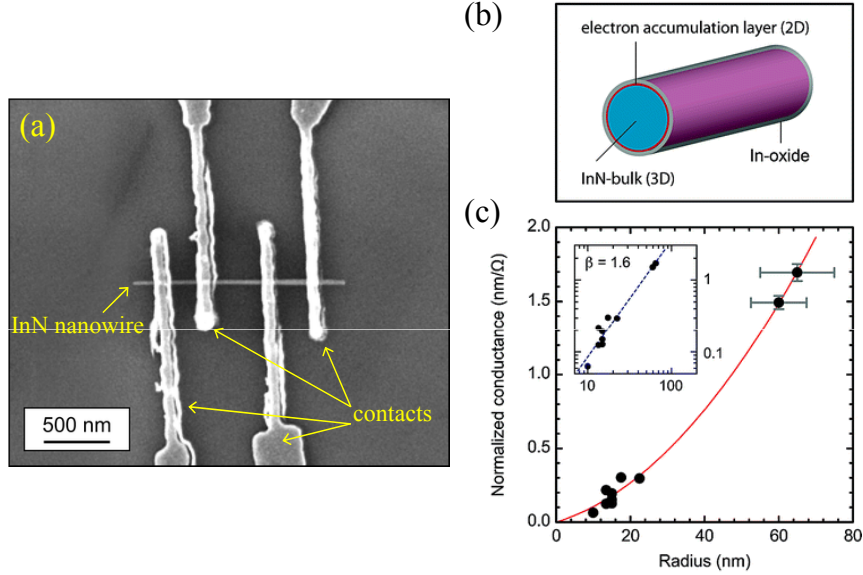 (a)
InN nanowire
contacts
500 nm
(b)
electron accumulation layer (2D)
InN-bulk (3D)
In-oxide
(c)
Normalized conductance (nm/Ω)
2.0
1.5
1.0
0.5
0.0
β = 1.6
1
0.1
10
100
0
20
40
60
80
Radius (nm)